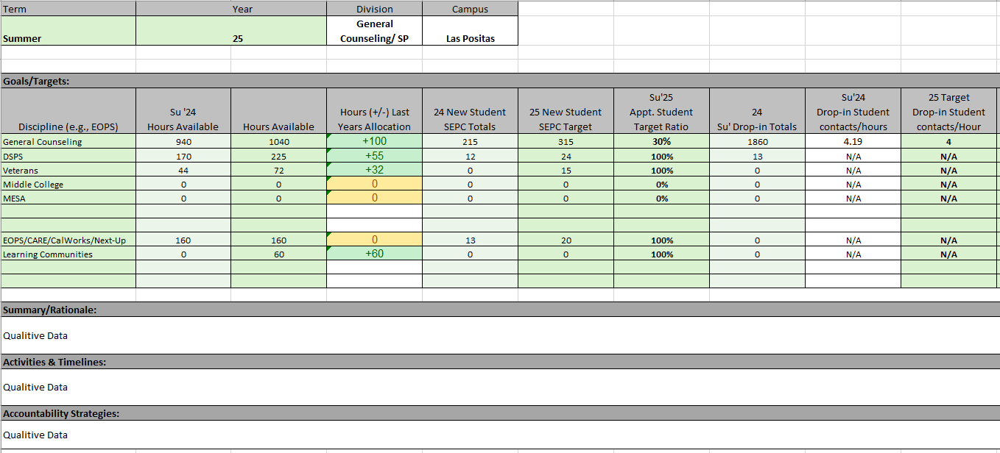 Term Year Division Campus
Summer 25 General Counseling/ SP Las Positas
Goals/Targets:
Discipline (e.g., EOPS) Su '24 Hours Available Hours Available Hours (+/-) Last Years Allocation 24 New Student SEPC Totals 25 New Student SEPC Target Su'25 Appt. Student Target Ratio 24 Su' Drop-in Totals Su'24 Drop-in Student contacts/hours 25 Target Drop-in Student contacts/Hour
General Counseling 940 1040 +100 215 315 30% 1860 4.19 4
DSPS 170 225 +55 12 24 100% 13 N/A N/A
Veterans 44 72 +32 0 15 100% 0 N/A N/A
Middle College 0 0 0 0 0 0% 0 N/A N/A
MESA 0 0 0 0 0 0% 0 N/A N/A
EOPS/CARE/CalWorks/Next-Up 160 160 0 13 20 100% 0 N/A N/A
Learning Communities 0 60 +60 0 0 100% 0 N/A N/A
Summary/Rationale:
Qualitive Data
Activities & Timelines:
Qualitive Data
Accountability Strategies:
Qualitive Data